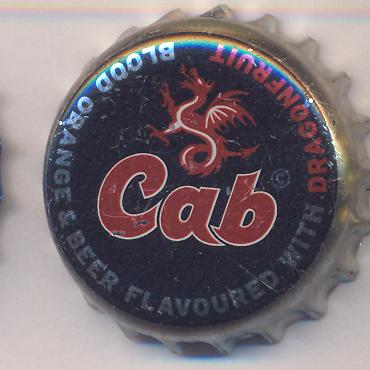 Cab ®
BLOOD ORANGE & BEER FLAVOURED WITH DRAGONFRUIT